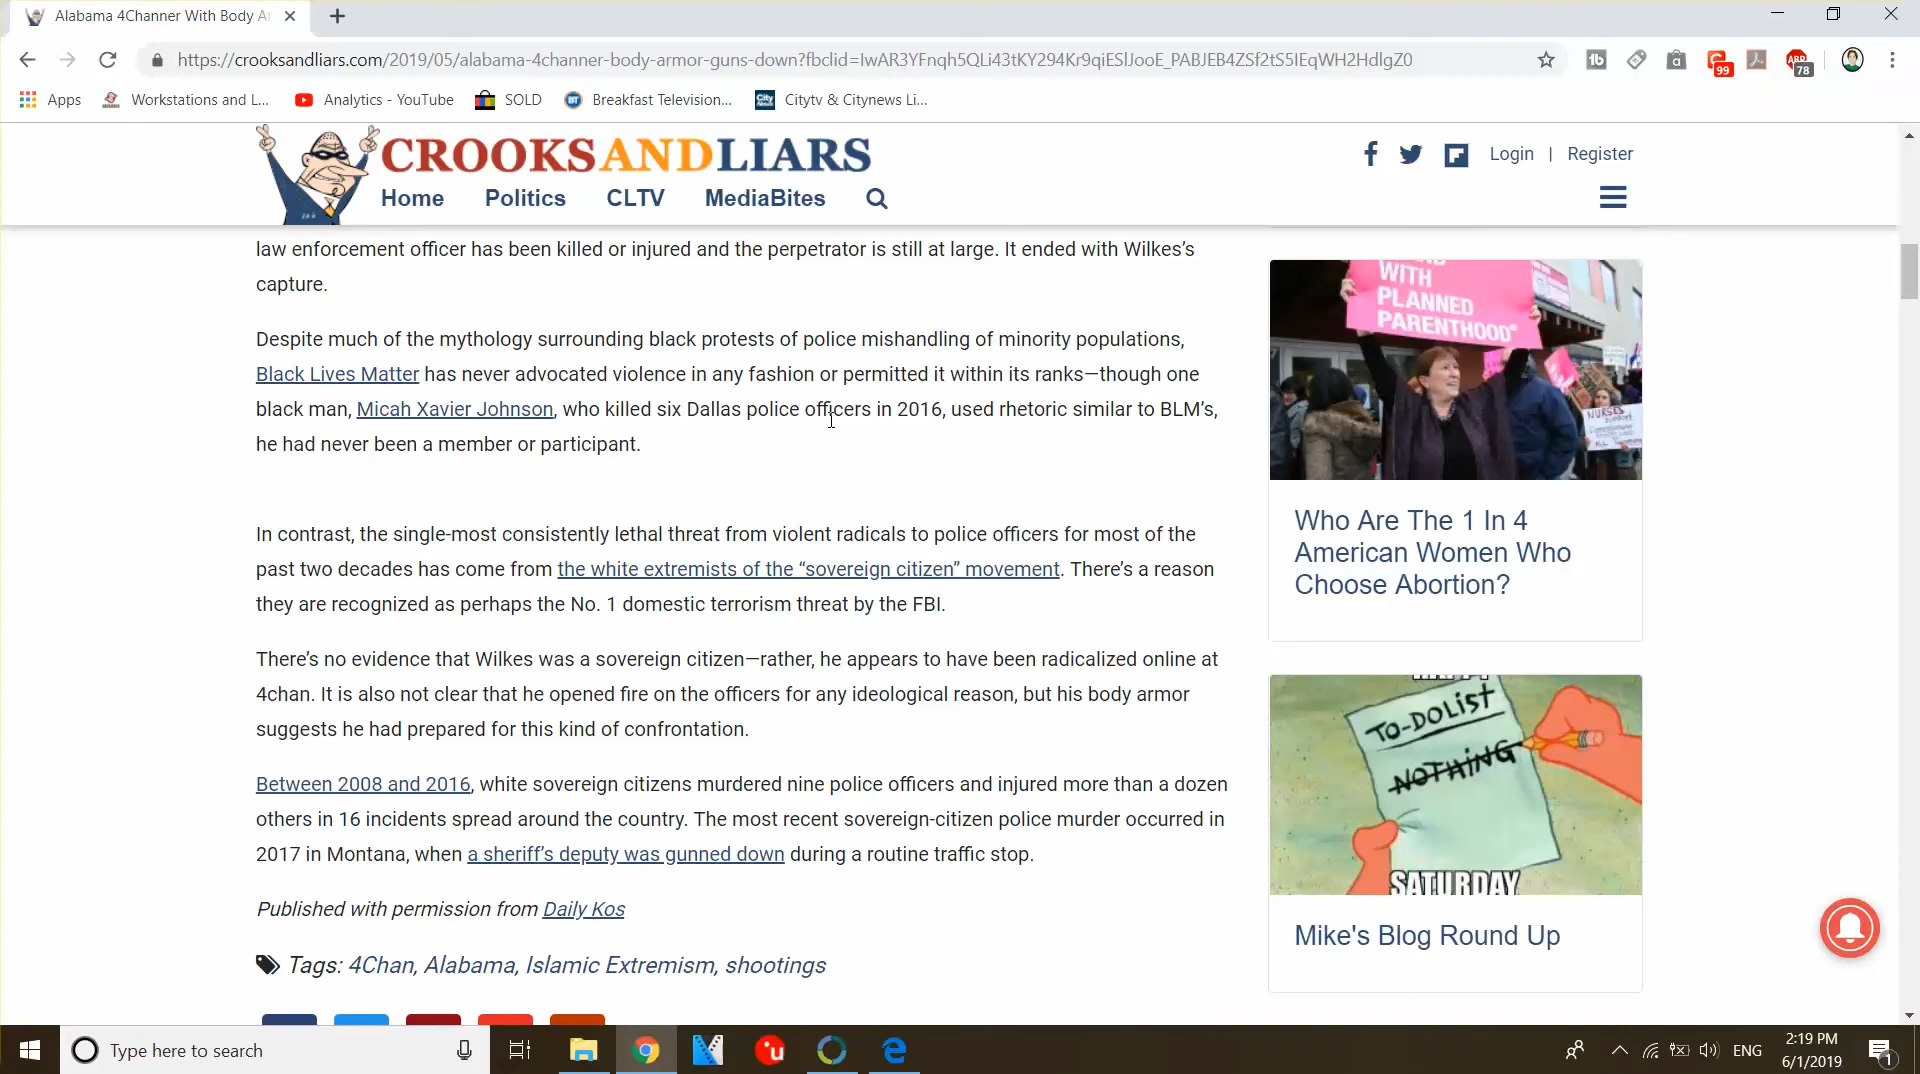 Alabama 4Channer With Body Ar
https://crooksandliars.com/2019/05/alabama-4channer-body-armor-guns-down?fbclid=IwAR3YFnqh5QLi43tKY294Kr9qiESlJooE_PABJEB4ZSf2tS5IEqWH2HdlgZ0
99
ABP
78
Apps
Workstations and L...
Analytics - YouTube
SOLD
Breakfast Television...
Citytv & Citynews Li...
CROOKSANDLIARS
Home Politics CLTV MediaBites
Login | Register
law enforcement officer has been killed or injured and the perpetrator is still at large. It ended with Wilkes's
capture.
Despite much of the mythology surrounding black protests of police mishandling of minority populations,
Black Lives Matter has never advocated violence in any fashion or permitted it within its ranks—though one
black man, Micah Xavier Johnson, who killed six Dallas police officers in 2016, used rhetoric similar to BLM's,
he had never been a member or participant.
In contrast, the single-most consistently lethal threat from violent radicals to police officers for most of the
past two decades has come from the white extremists of the “sovereign citizen” movement. There's a reason
they are recognized as perhaps the No. 1 domestic terrorism threat by the FBI.
There's no evidence that Wilkes was a sovereign citizen—rather, he appears to have been radicalized online at
4chan. It is also not clear that he opened fire on the officers for any ideological reason, but his body armor
suggests he had prepared for this kind of confrontation.
Between 2008 and 2016, white sovereign citizens murdered nine police officers and injured more than a dozen
others in 16 incidents spread around the country. The most recent sovereign-citizen police murder occurred in
2017 in Montana, when a sheriff's deputy was gunned down during a routine traffic stop.
Published with permission from Daily Kos
Tags: 4Chan, Alabama, Islamic Extremism, shootings
WITH
PLANNED
PARENTHOOD
NURSES
Who Are The 1 In 4
American Women Who
Choose Abortion?
TO-DO LIST
NOTHING
SATURDAY
Mike's Blog Round Up
Type here to search
ENG
2:19 PM
6/1/2019
1